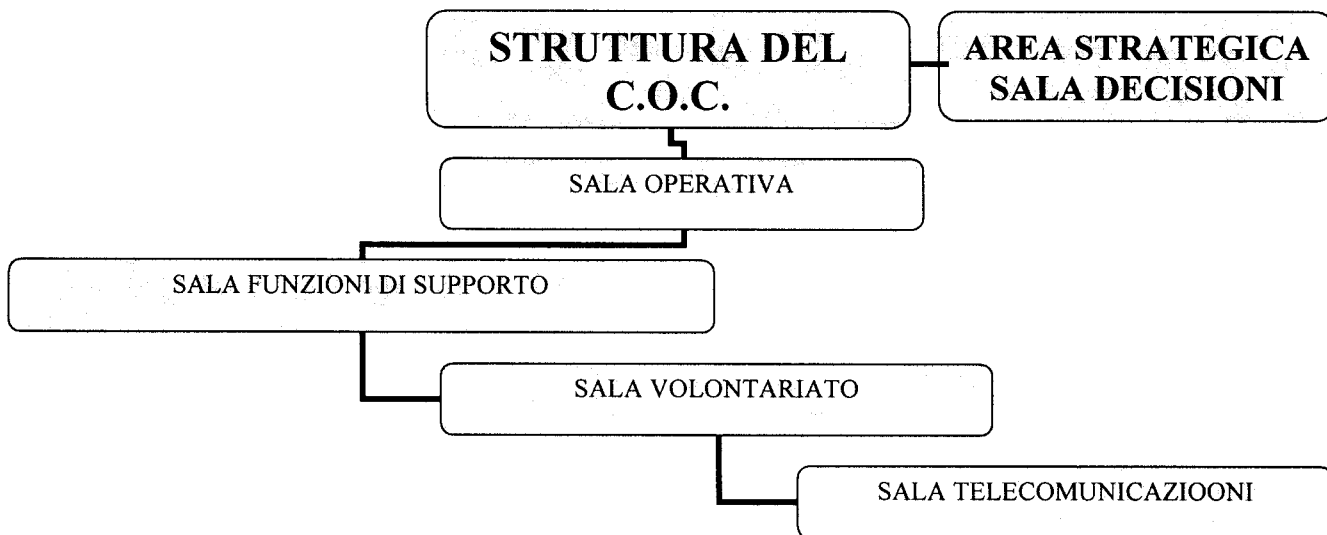 STRUTTURA DEL
C.O.C.
AREA STRATEGICA
SALA DECISIONI
SALA OPERATIVA
SALA FUNZIONI DI SUPPORTO
SALA VOLONTARIATO
SALA TELECOMUNICAZIOONI